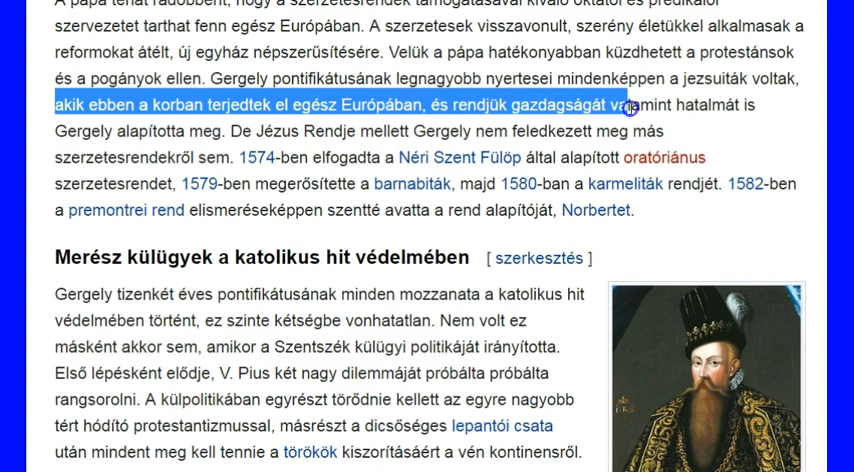 A pápa tehát rádöbbent, hogy a szerzetesrendek támogatásával kiváló oktatói és prédikálói
szervezetet tarthat fenn egész Európában. A szerzetesek visszavonult, szerény életükkel alkalmasak a
reformokat átélt, új egyház népszerűsítésére. Velük a pápa hatékonyabban küzdhetett a protestánsok
és a pogányok ellen. Gergely pontifikátusának legnagyobb nyertesei mindenképpen a jezsuiták voltak,
akik ebben a korban terjedtek el egész Európában, és rendjük gazdagságát valamint hatalmát is
Gergely alapította meg. De Jézus Rendje mellett Gergely nem feledkezett meg más
szerzetesrendekről sem. 1574-ben elfogadta a Néri Szent Fülöp által alapított oratóriánus
szerzetesrendet, 1579-ben megerősítette a barnabiták, majd 1580-ban a karmeliták rendjét. 1582-ben
a premontrei rend elismeréseképpen szentté avatta a rend alapítóját, Norbertet.
Merész külügyek a katolikus hit védelmében [ szerkesztés ]
Gergely tizenkét éves pontifikátusának minden mozzanata a katolikus hit
védelmében történt, ez szinte kétségbe vonhatatlan. Nem volt ez
másként akkor sem, amikor a Szentszék külügyi politikáját irányította.
Első lépésként elődje, V. Pius két nagy dilemmáját próbálta próbálta
rangsorolni. A külpolitikában egyrészt törődnie kellett az egyre nagyobb
tért hódító protestantizmussal, másrészt a dicsőséges lepantói csata
után mindent meg kell tennie a törökök kiszorításáért a vén kontinensről.